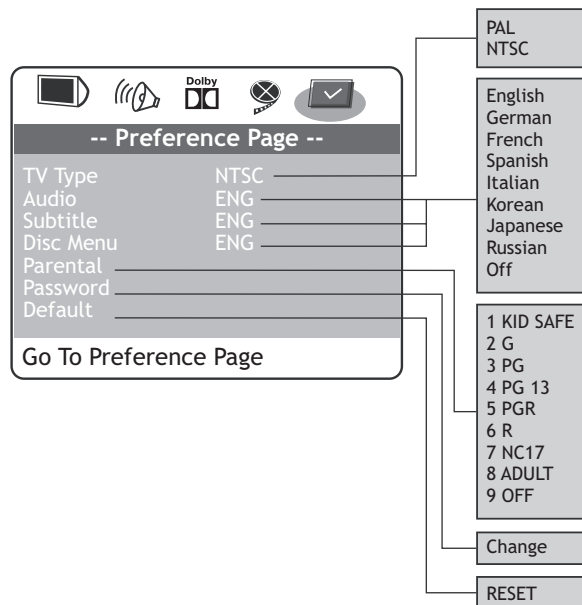 Dolby
-- Preference Page --
TV Type NTSC
Audio ENG
Subtitle ENG
Disc Menu ENG
Parental
Password
Default
Go To Preference Page
PAL
NTSC
English
German
French
Spanish
Italian
Korean
Japanese
Russian
Off
1 KID SAFE
2 G
3 PG
4 PG 13
5 PGR
6 R
7 NC17
8 ADULT
9 OFF
Change
RESET